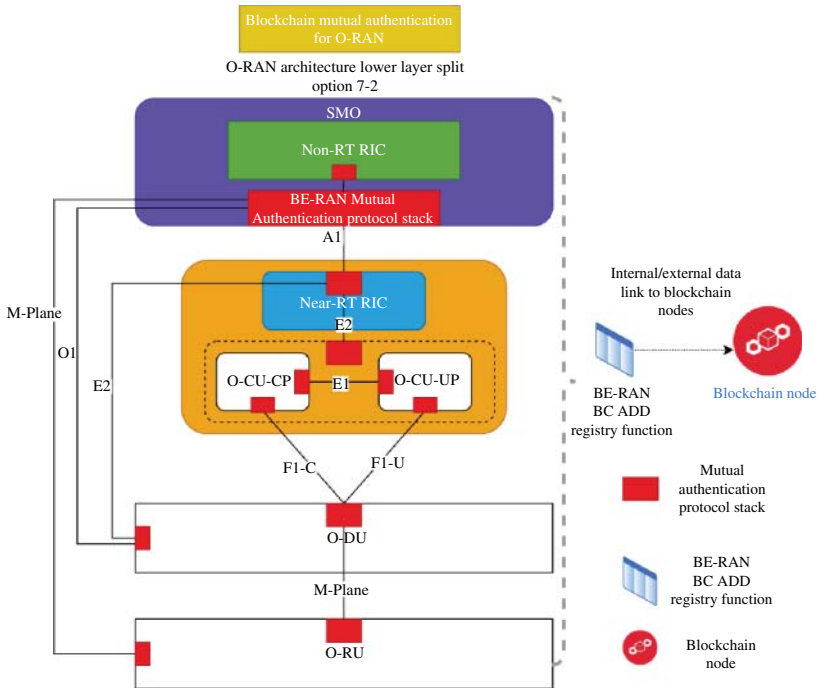 Blockchain mutual authentication
for O-RAN
O-RAN architecture lower layer split
option 7-2
SMO
Non-RT RIC
BE-RAN Mutual
Authentication protocol stack
A1
M-Plane
O1
E2
Near-RT RIC
E2
O-CU-CP
E1
O-CU-UP
F1-C
F1-U
O-DU
M-Plane
O-RU
Internal/external data
link to blockchain
nodes
BE-RAN
BC ADD
registry function
Blockchain node
Mutual
authentication
protocol stack
BE-RAN
BC ADD
registry function
Blockchain
node